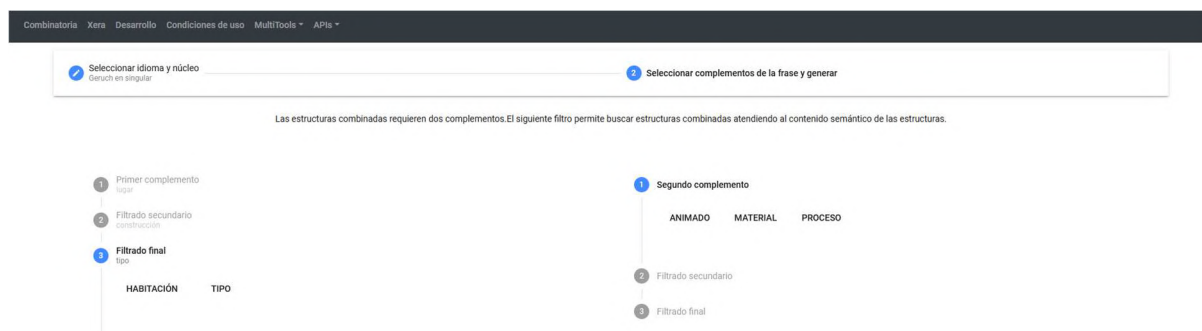 Combinatoria Xera Desarrollo Condiciones de uso MultiTools APIs
Seleccionar idioma y núcleo
Geruch en singular
2 Seleccionar complementos de la frase y generar
Las estructuras combinadas requieren dos complementos.El siguiente filtro permite buscar estructuras combinadas atendiendo al contenido semántico de las estructuras.
1 Primer complemento
lugar
2 Filtrado secundario
construcción
3 Filtrado final
tipo
HABITACIÓN TIPO
1 Segundo complemento
ANIMADO MATERIAL PROCESO
2 Filtrado secundario
3 Filtrado final